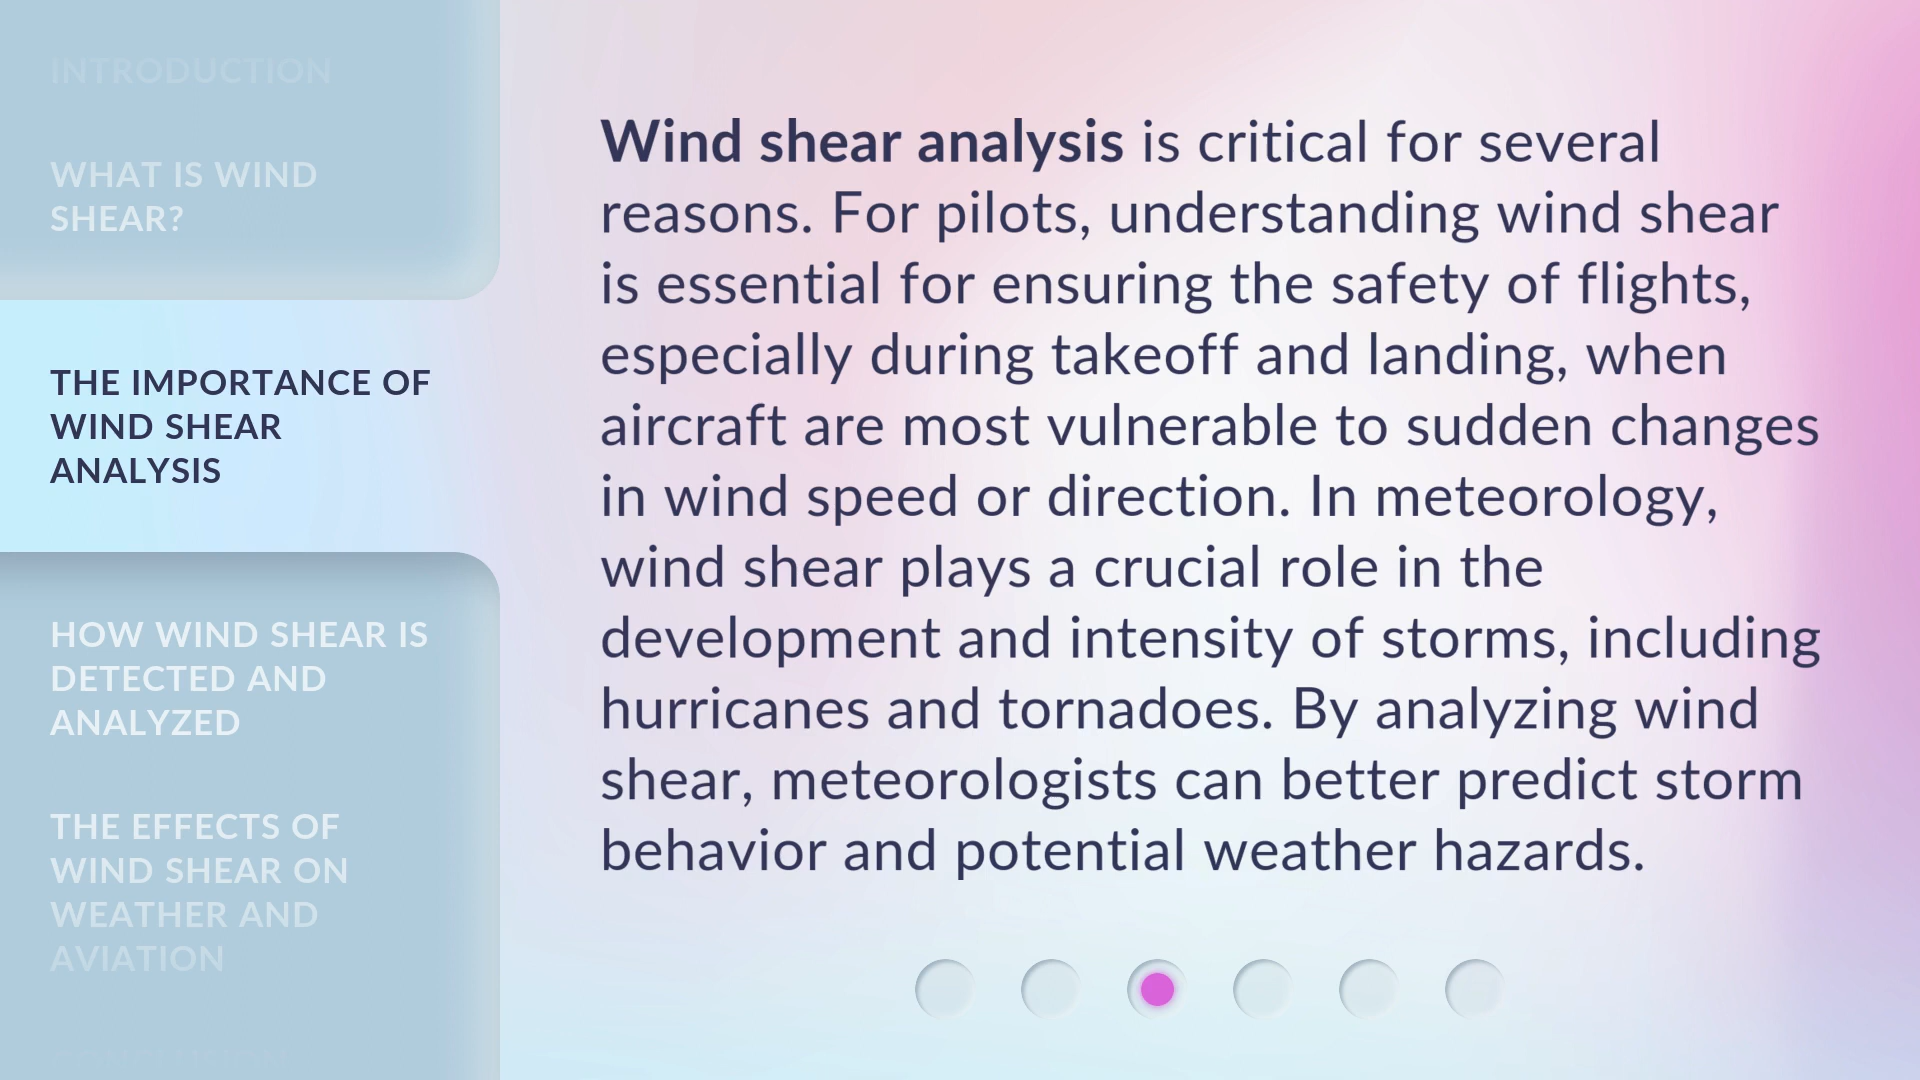 INTRODUCTION
WHAT IS WIND
SHEAR?
THE IMPORTANCE OF
WIND SHEAR
ANALYSIS
HOW WIND SHEAR IS
DETECTED AND
ANALYZED
THE EFFECTS OF
WIND SHEAR ON
WEATHER AND
AVIATION
CONCLUSION
Wind shear analysis is critical for several
reasons. For pilots, understanding wind shear
is essential for ensuring the safety of flights,
especially during takeoff and landing, when
aircraft are most vulnerable to sudden changes
in wind speed or direction. In meteorology,
wind shear plays a crucial role in the
development and intensity of storms, including
hurricanes and tornadoes. By analyzing wind
shear, meteorologists can better predict storm
behavior and potential weather hazards.